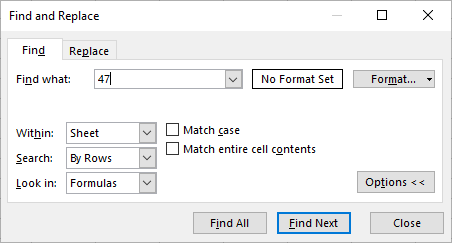 Find and Replace
Find Replace
Find what: 47 No Format Set Format...
Within: Sheet Match case
Search: By Rows Match entire cell contents
Look in: Formulas Options <<
Find All Find Next Close